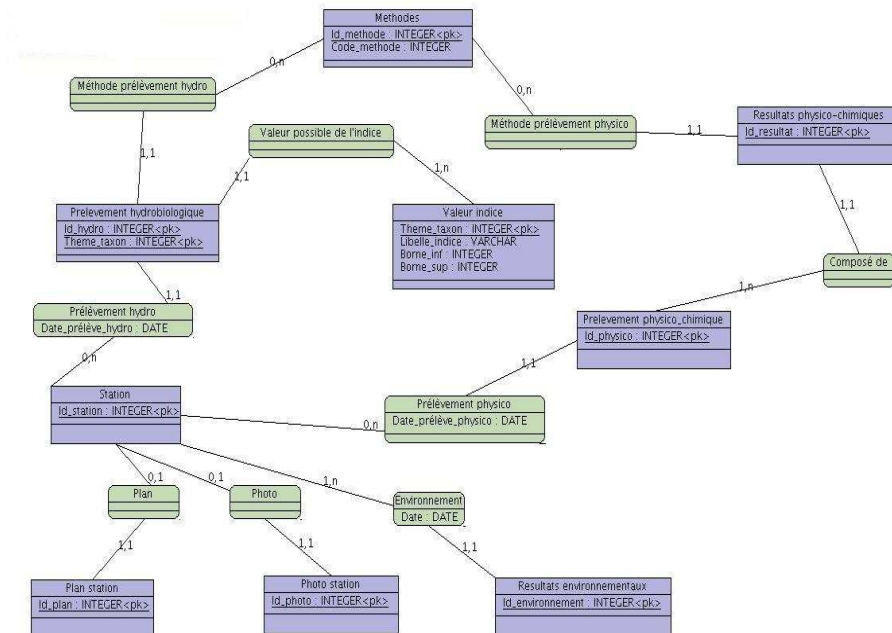 Methodes
Id_methode : INTEGER<pk>
Code_methode : INTEGER
0,n
0,n
Méthode prélèvement hydro
Méthode prélèvement physico
1,1
Resultats physico-chimiques
Id_resultat : INTEGER<pk>
Valeur possible de l'indice
1,1
1,1
1,n
1,1
Prelevement hydrobiologique
Id_hydro : INTEGER<pk>
Theme_taxon : INTEGER<pk>
Valeur indice
Theme_taxon : INTEGER<pk>
Libelle_indice : VARCHAR
Borne_inf : INTEGER
Borne_sup : INTEGER
Composé de
1,1
1,n
Prélèvement hydro
Date_prélève_hydro : DATE
Prelevement physico_chimique
Id_physico : INTEGER<pk>
0,n
1,1
Station
Id_station : INTEGER<pk>
Prélèvement physico
Date_prélève_physico : DATE
0,n
0,1
0,1
1,n
Plan
Photo
Environnement
Date : DATE
1,1
1,1
1,1
Plan station
Id_plan : INTEGER<pk>
Photo station
Id_photo : INTEGER<pk>
Resultats environnementaux
Id_environnement : INTEGER<pk>